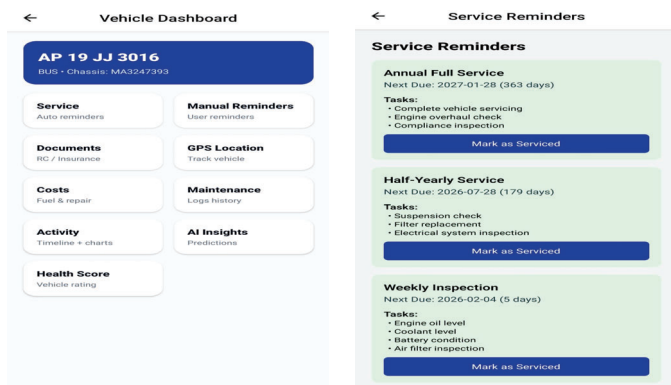 ← Vehicle Dashboard
AP 19 JJ 3016
BUS • Chassis: MA3247393
Service
Auto reminders
Manual Reminders
User reminders
Documents
RC / Insurance
GPS Location
Track vehicle
Costs
Fuel & repair
Maintenance
Logs history
Activity
Timeline + charts
AI Insights
Predictions
Health Score
Vehicle rating
← Service Reminders
Service Reminders
Annual Full Service
Next Due: 2027-01-28 (363 days)
Tasks:
• Complete vehicle servicing
• Engine overhaul check
• Compliance inspection
Mark as Serviced
Half-Yearly Service
Next Due: 2026-07-28 (179 days)
Tasks:
• Suspension check
• Filter replacement
• Electrical system inspection
Mark as Serviced
Weekly Inspection
Next Due: 2026-02-04 (5 days)
Tasks:
• Engine oil level
• Coolant level
• Battery condition
• Air filter inspection
Mark as Serviced